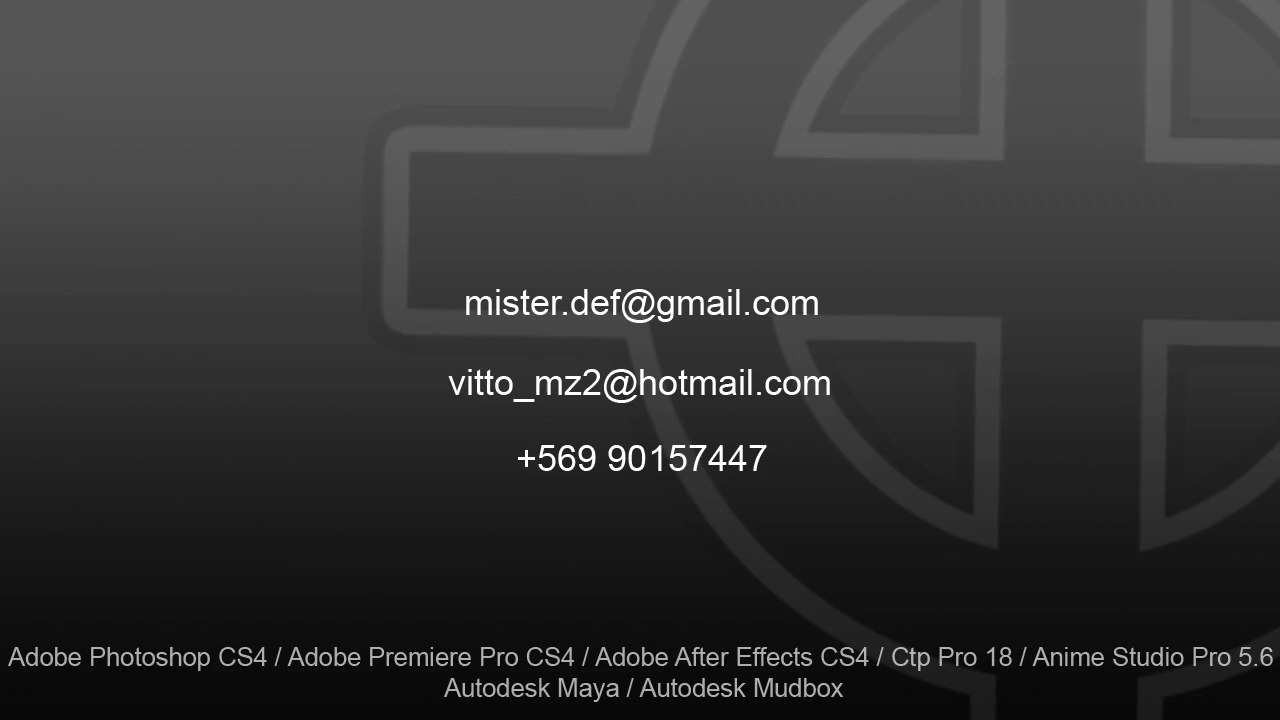 mister.def@gmail.com
vitto_mz2@hotmail.com
+569 90157447
Adobe Photoshop CS4 / Adobe Premiere Pro CS4 / Adobe After Effects CS4 / Ctp Pro 18 / Anime Studio Pro 5.6
Autodesk Maya / Autodesk Mudbox